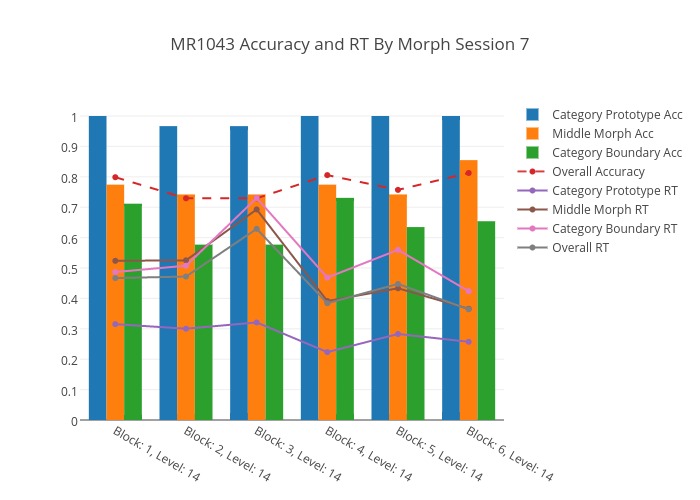 MR1043 Accuracy and RT By Morph Session 7
1
0.9
0.8
0.7
0.6
0.5
0.4
0.3
0.2
0.1
0
Block: 1, Level: 14
Block: 2, Level: 14
Block: 3, Level: 14
Block: 4, Level: 14
Block: 5, Level: 14
Block: 6, Level: 14
Category Prototype Acc
Middle Morph Acc
Category Boundary Acc
Overall Accuracy
Category Prototype RT
Middle Morph RT
Category Boundary RT
Overall RT